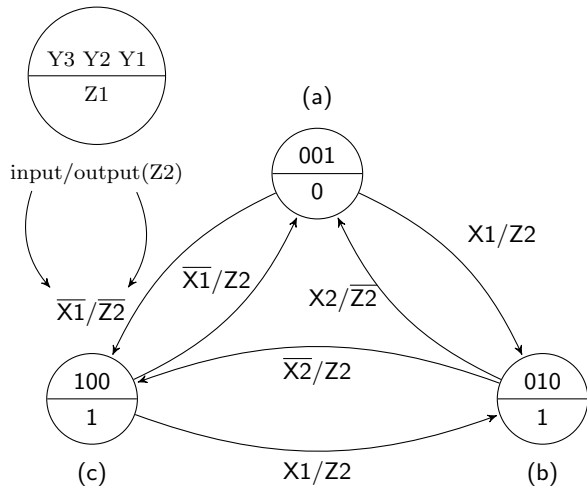 Y3 Y2 Y1
Z1
input/output(Z2)
X̅1̅/Z̅2̅
(a)
001
0
X1/Z2
X̅1̅/Z2
X2/Z̅2̅
X̅2̅/Z2
100
1
(c)
010
1
(b)
X1/Z2